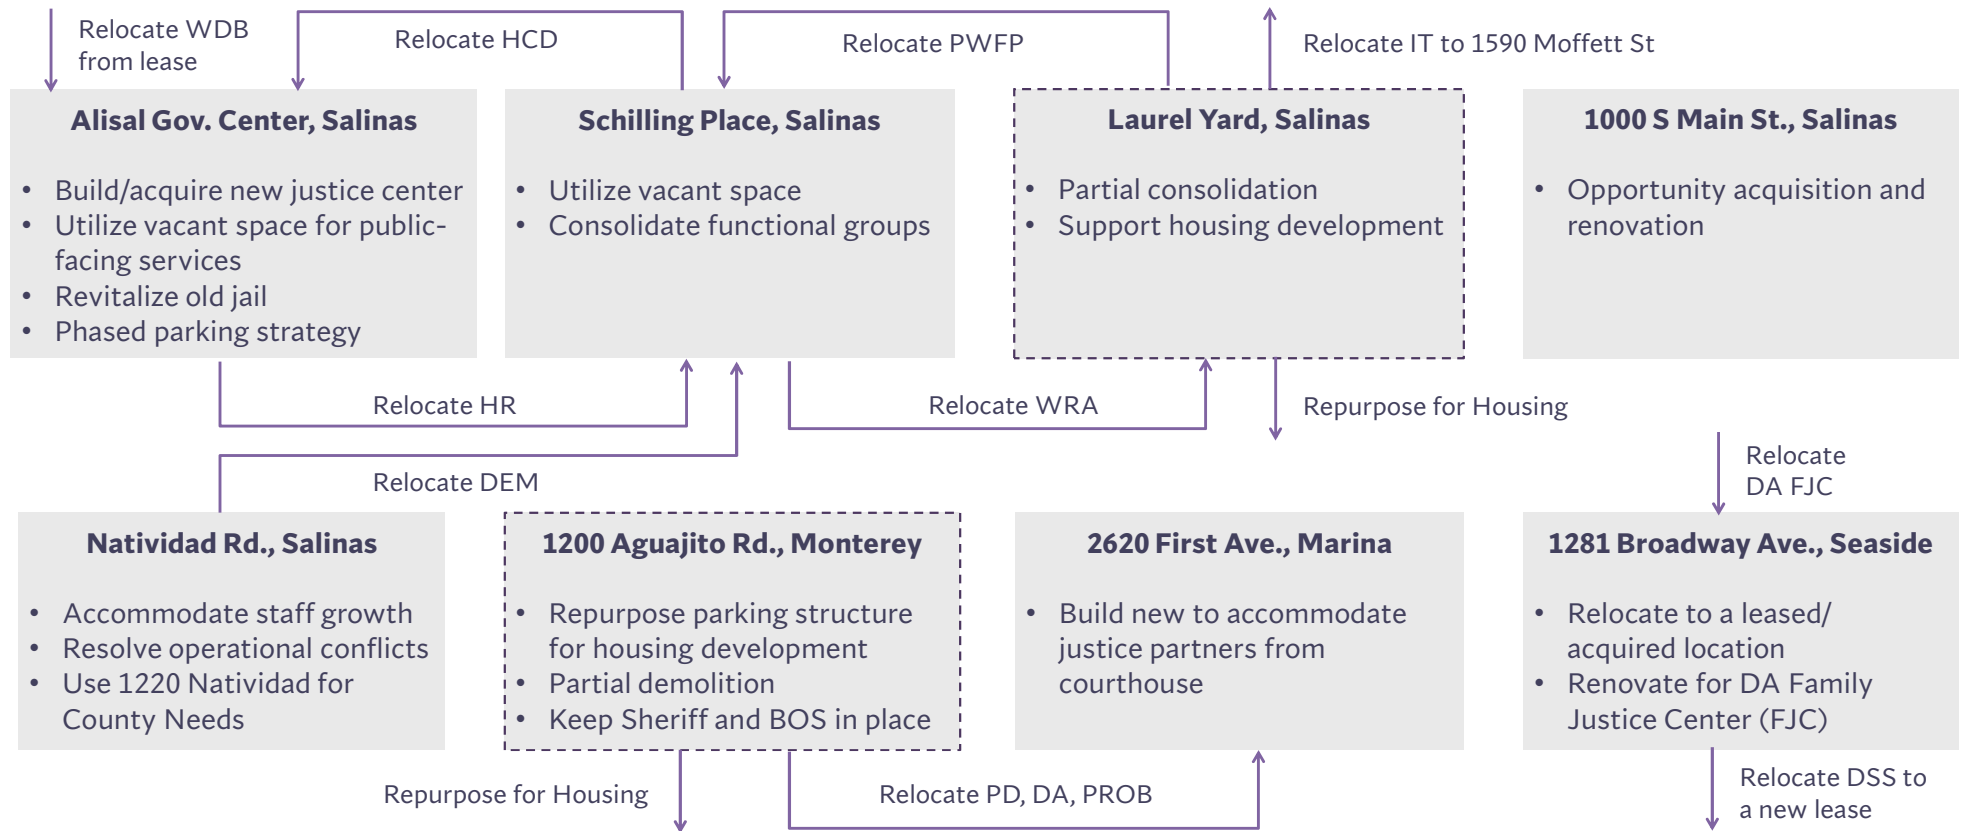 Relocate WDB
from lease
Relocate HCD
Relocate PWFP
Relocate IT to 1590 Moffett St
Alisal Gov. Center, Salinas
• Build/acquire new justice center
• Utilize vacant space for public-
facing services
• Revitalize old jail
• Phased parking strategy
Schilling Place, Salinas
• Utilize vacant space
• Consolidate functional groups
Laurel Yard, Salinas
• Partial consolidation
• Support housing development
1000 S Main St., Salinas
• Opportunity acquisition and
renovation
Relocate HR
Relocate WRA
Repurpose for Housing
Relocate DEM
Relocate
DA FJC
Natividad Rd., Salinas
• Accommodate staff growth
• Resolve operational conflicts
• Use 1220 Natividad for
County Needs
1200 Aguajito Rd., Monterey
• Repurpose parking structure
for housing development
• Partial demolition
• Keep Sheriff and BOS in place
2620 First Ave., Marina
• Build new to accommodate
justice partners from
courthouse
1281 Broadway Ave., Seaside
• Relocate to a leased/
acquired location
• Renovate for DA Family
Justice Center (FJC)
Repurpose for Housing
Relocate PD, DA, PROB
Relocate DSS to
a new lease